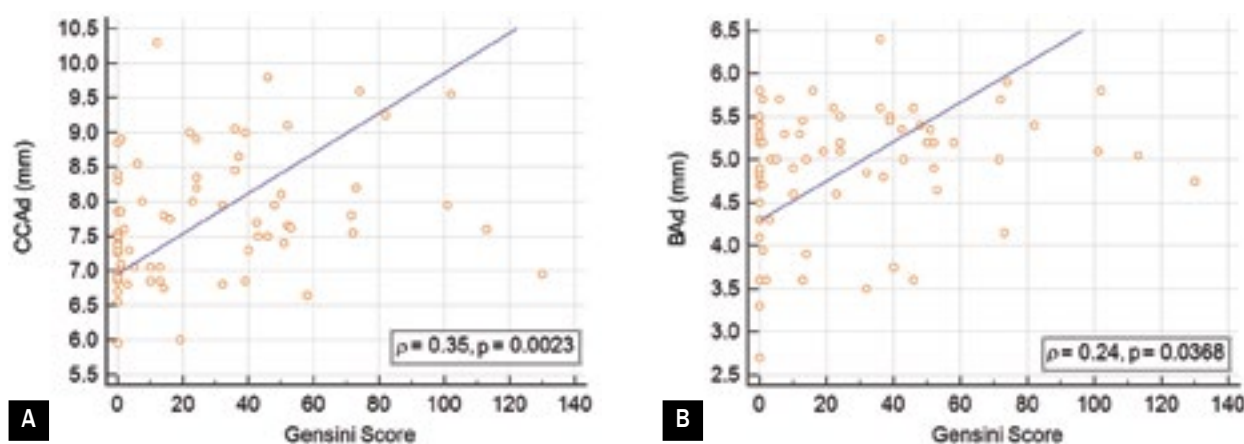 10.5
10.0
9.5
9.0
8.5
8.0
7.5
7.0
6.5
6.0
5.5
CCAd (mm)
ρ = 0.35, p = 0.0023
0 20 40 60 80 100 120 140
Gensini Score
A
6.5
6.0
5.5
5.0
4.5
4.0
3.5
3.0
2.5
BAd (mm)
ρ = 0.24, p = 0.0368
0 20 40 60 80 100 120 140
Gensini Score
B